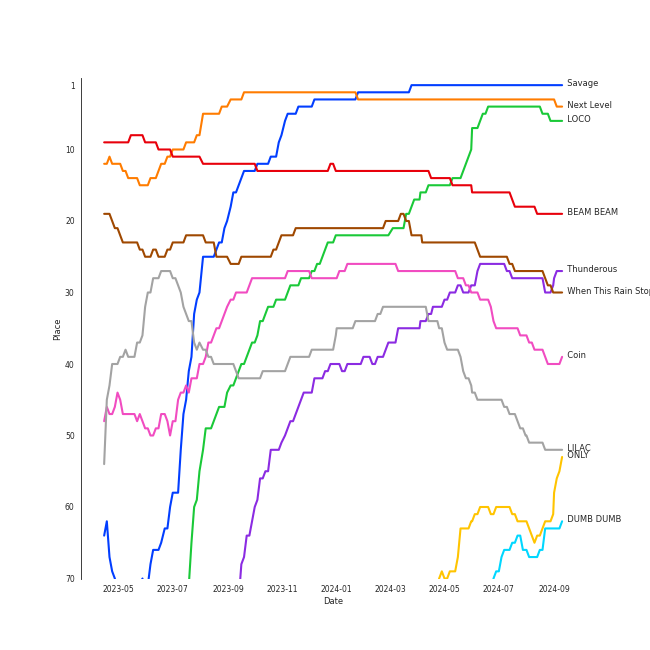 1
Savage
Next Level
LOCO
10
BEAM BEAM
20
Thunderous
30
When This Rain Stop
Place
Coin
40
LILAC
50
ONLY
60
DUMB DUMB
70
2023-05
2023-07
2023-09
2023-11
2024-01
2024-03
2024-05
2024-07
2024-09
Date